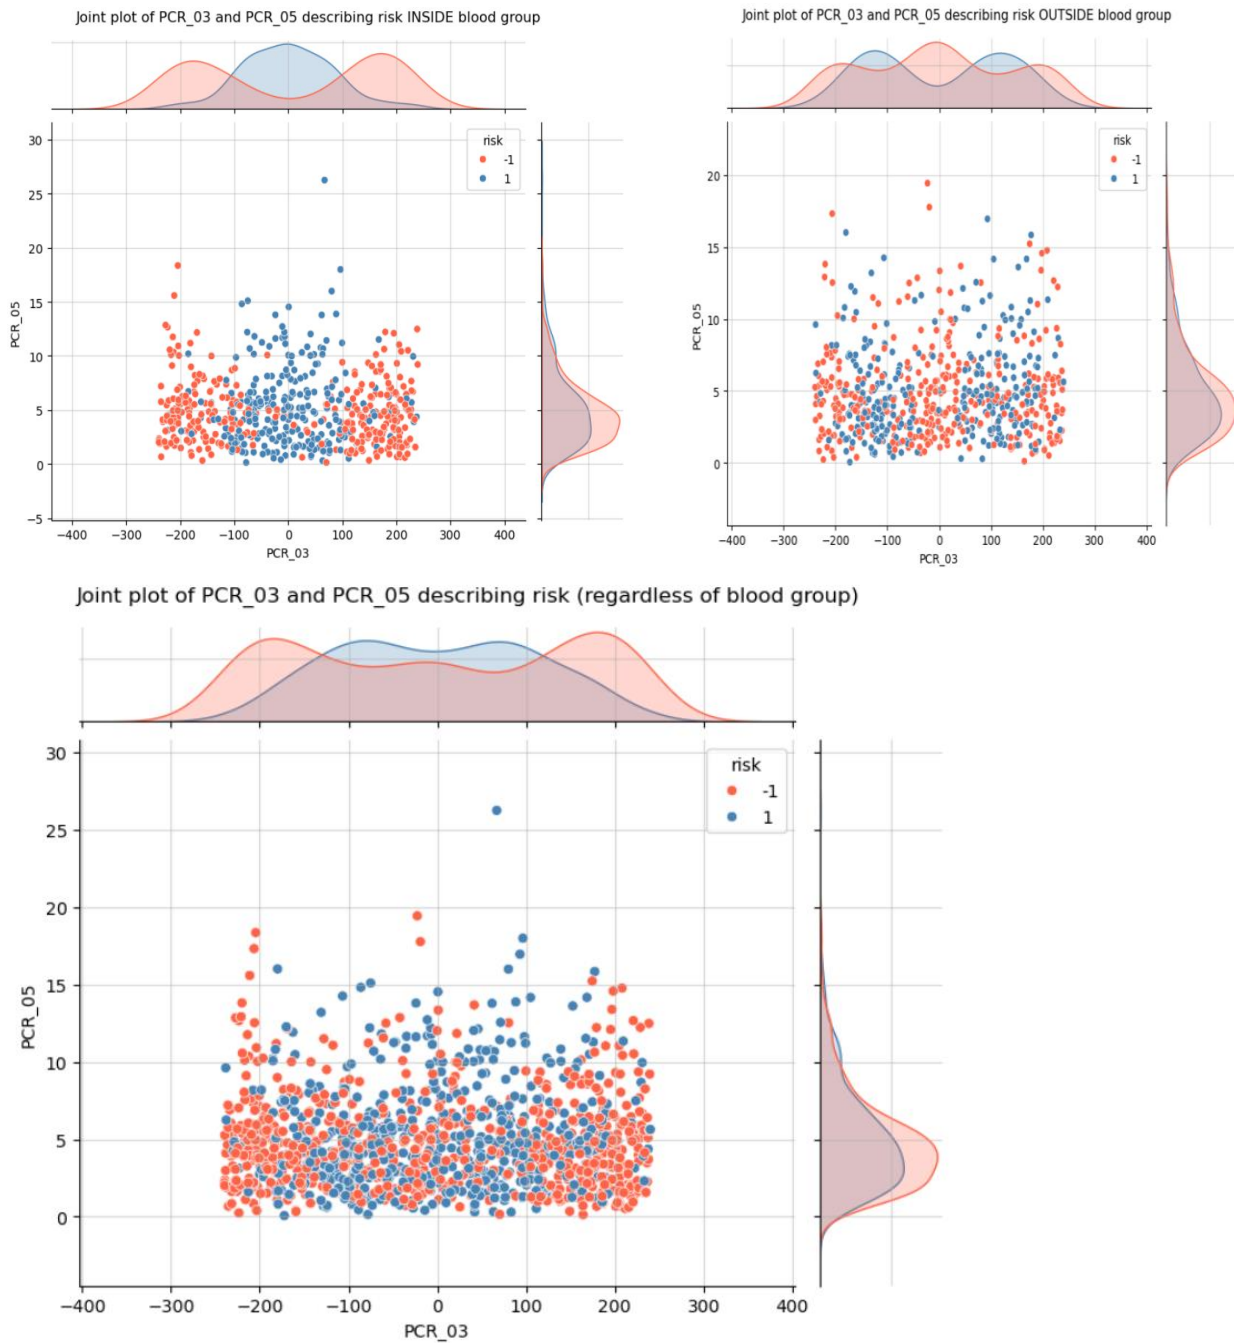 Joint plot of PCR_03 and PCR_05 describing risk INSIDE blood group
30
25
20
15
10
5
0
−5
PCR_05
risk
-1
1
−400 −300 −200 −100 0 100 200 300 400
PCR_03
Joint plot of PCR_03 and PCR_05 describing risk OUTSIDE blood group
20
15
10
5
0
PCR_05
risk
-1
1
−400 −300 −200 −100 0 100 200 300 400
PCR_03
Joint plot of PCR_03 and PCR_05 describing risk (regardless of blood group)
30
25
20
15
10
5
0
PCR_05
risk
-1
1
−400 −300 −200 −100 0 100 200 300 400
PCR_03